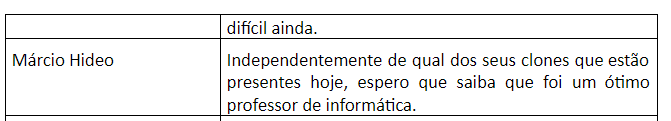 difícil ainda.
Márcio Hideo
Independentemente de qual dos seus clones que estão
presentes hoje, espero que saiba que foi um ótimo
professor de informática.